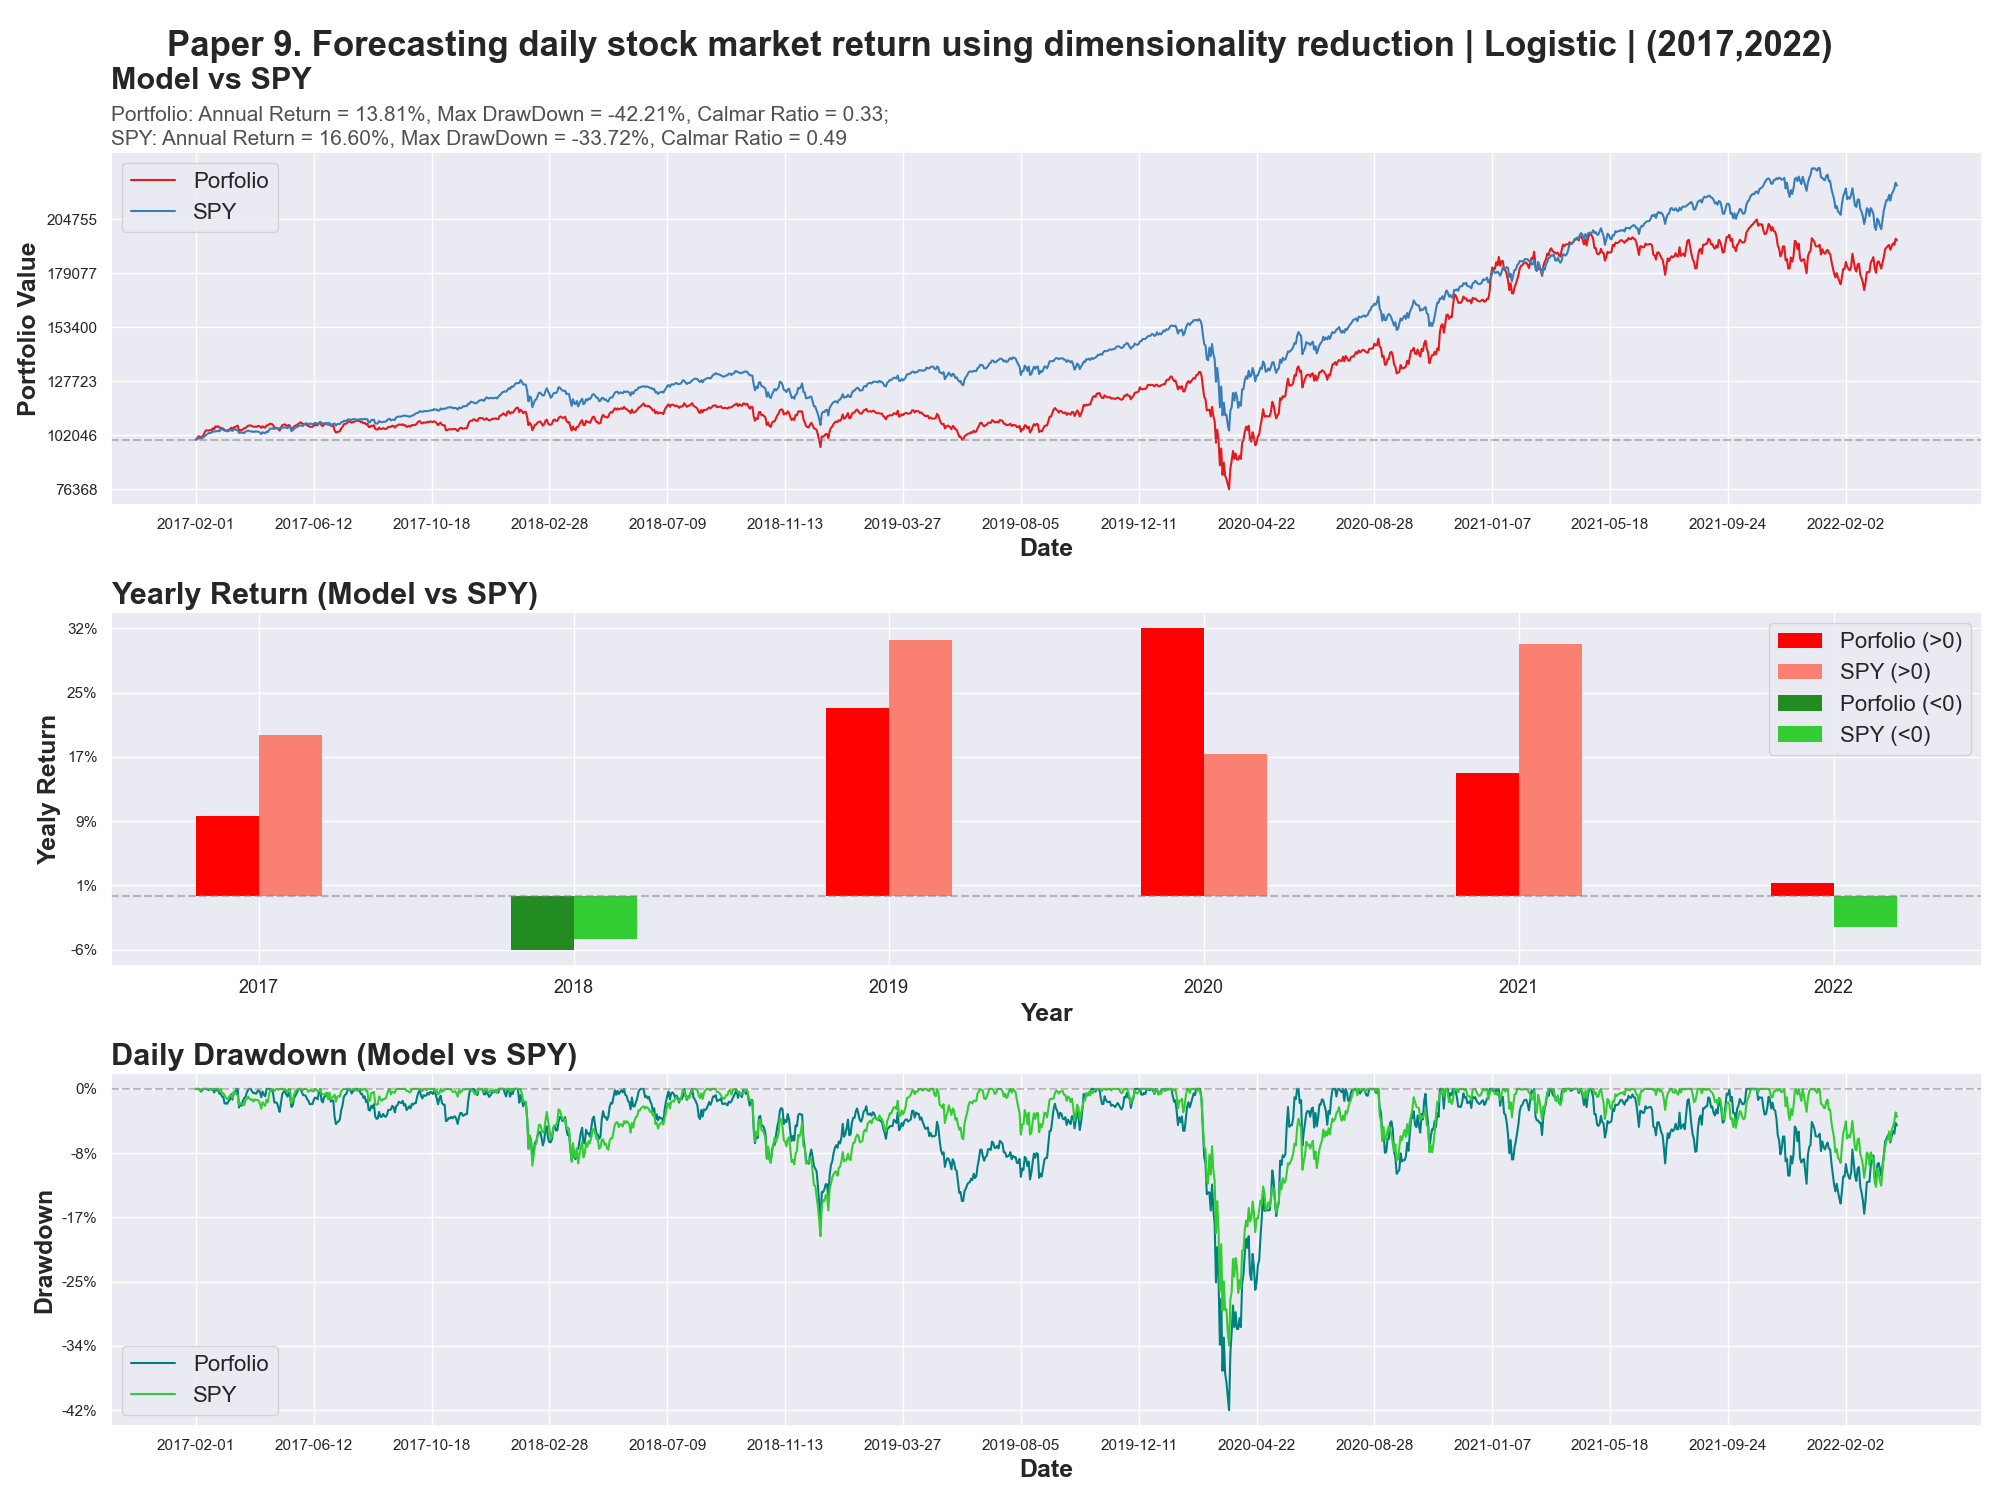 Paper 9. Forecasting daily stock market return using dimensionality reduction | Logistic | (2017,2022)
Model vs SPY
Portfolio: Annual Return = 13.81%, Max DrawDown = -42.21%, Calmar Ratio = 0.33;
SPY: Annual Return = 16.60%, Max DrawDown = -33.72%, Calmar Ratio = 0.49
Porfolio
SPY
Portfolio Value
204755
179077
153400
127723
102046
76368
2017-02-01 2017-06-12 2017-10-18 2018-02-28 2018-07-09 2018-11-13 2019-03-27 2019-08-05 2019-12-11 2020-04-22 2020-08-28 2021-01-07 2021-05-18 2021-09-24 2022-02-02
Date
Yearly Return (Model vs SPY)
Porfolio (>0)
SPY (>0)
Porfolio (<0)
SPY (<0)
Yealy Return
32%
25%
17%
9%
1%
-6%
2017 2018 2019 2020 2021 2022
Year
Daily Drawdown (Model vs SPY)
Drawdown
0%
-8%
-17%
-25%
-34%
-42%
Porfolio
SPY
2017-02-01 2017-06-12 2017-10-18 2018-02-28 2018-07-09 2018-11-13 2019-03-27 2019-08-05 2019-12-11 2020-04-22 2020-08-28 2021-01-07 2021-05-18 2021-09-24 2022-02-02
Date